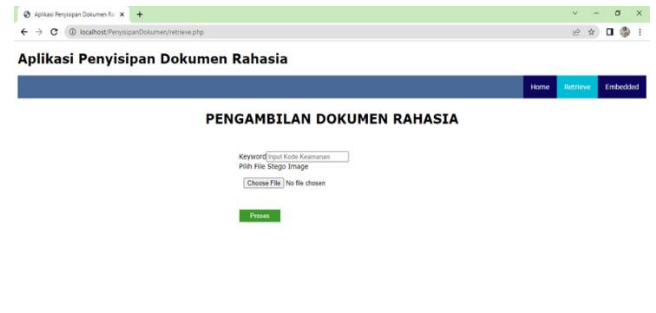 Aplikasi Penyisipan Dokumen Ra
localhost/PenyisipanDokumen/retrieve.php
Aplikasi Penyisipan Dokumen Rahasia
Home Retrieve Embedded
PENGAMBILAN DOKUMEN RAHASIA
Keyword Input Kode Keamanan
Pilih File Stego Image
Choose File No file chosen
Proses